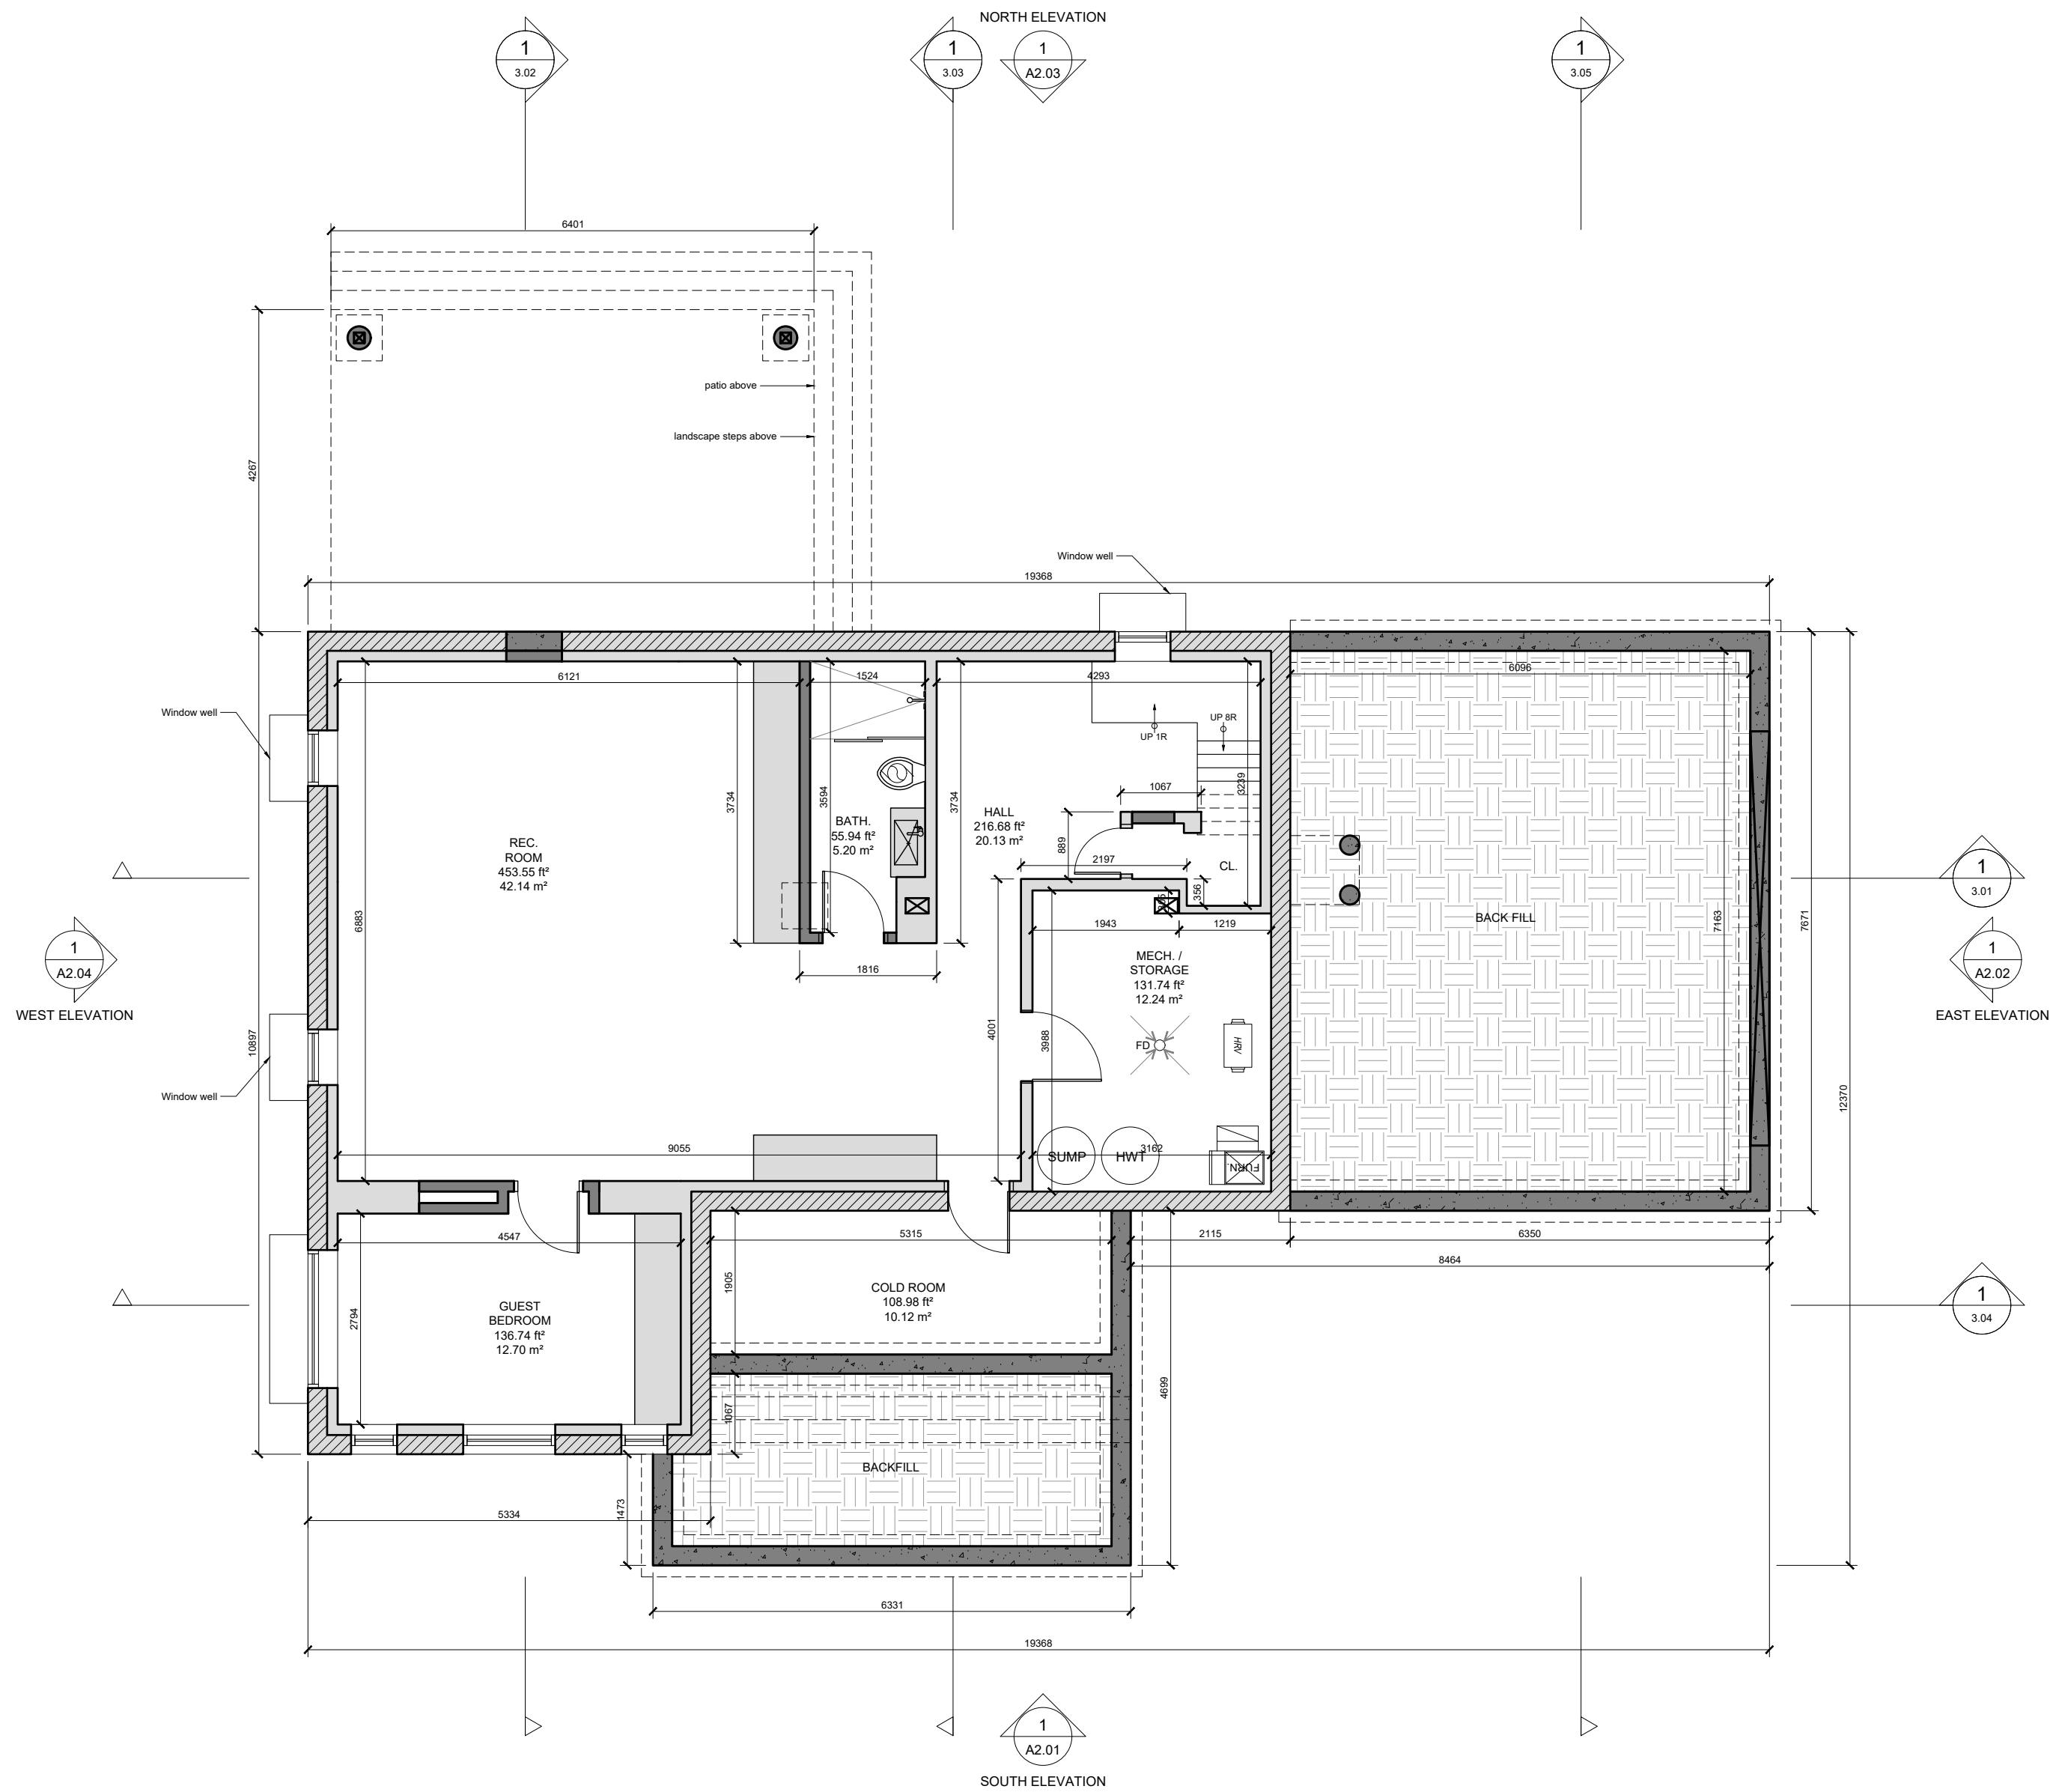 NORTH ELEVATION
1
3.02
1
3.03
1
A2.03
1
3.05
6401
patio above
landscape steps above
4267
Window well
19368
6121
1524
4293
6096
Window well
UP 8R
UP 1R
3734
3594
3734
3239
1067
889
2197
356
REC.
ROOM
453.55 ft²
42.14 m²
BATH.
55.94 ft²
5.20 m²
HALL
216.68 ft²
20.13 m²
CL.
1
3.01
6883
1943
1219
BACK FILL
7163
7671
1
A2.04
WEST ELEVATION
1
A2.02
EAST ELEVATION
1816
MECH. /
STORAGE
131.74 ft²
12.24 m²
10897
4001
3988
FD
HRV
Window well
12370
9055
SUMP
HWT
3162
FURN.
4547
5315
2115
6350
8464
1905
2794
COLD ROOM
108.98 ft²
10.12 m²
GUEST
BEDROOM
136.74 ft²
12.70 m²
1
3.04
4699
1067
BACKFILL
5334
1473
6331
19368
1
A2.01
SOUTH ELEVATION